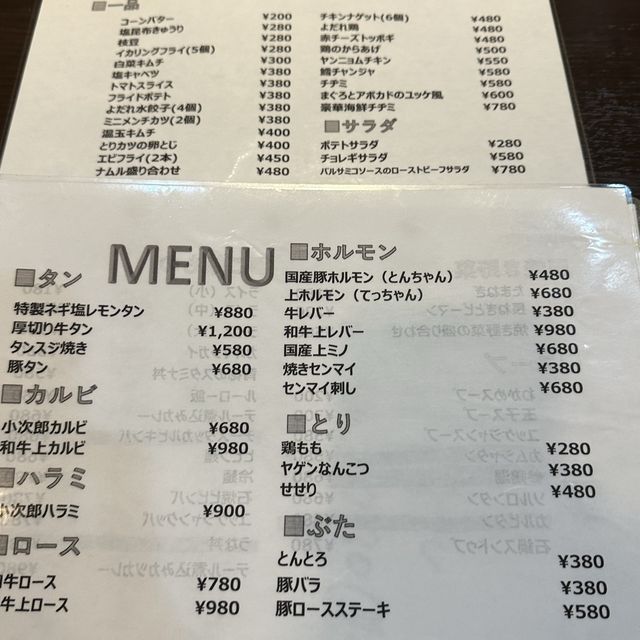 一品
コーンバター ¥200
塩昆布きゅうり ¥280
枝豆 ¥280
イカリングフライ(5個) ¥280
白菜キムチ ¥300
塩キャベツ ¥380
トマトスライス ¥380
フライドポテト ¥380
よだれ水餃子(4個) ¥380
ミニメンチカツ(2個) ¥380
温玉キムチ ¥400
とりカツの卵とじ ¥400
エビフライ(2本) ¥450
ナムル盛り合わせ ¥480
チキンナゲット(6個) ¥480
よだれ鶏 ¥480
赤チーズトッポギ ¥480
鶏のからあげ ¥500
ヤンニョムチキン ¥550
鱈チャンジャ ¥580
チヂミ ¥580
まぐろとアボカドのユッケ風 ¥600
豪華海鮮チヂミ ¥780
サラダ
ポテトサラダ ¥280
チョレギサラダ ¥580
バルサミコソースのローストビーフサラダ ¥780
MENU
タン
特製ネギ塩レモンタン ¥880
厚切り牛タン ¥1,200
タンスジ焼き ¥580
豚タン ¥680
カルビ
小次郎カルビ ¥680
和牛上カルビ ¥980
ハラミ
小次郎ハラミ ¥900
ロース
牛ロース ¥780
牛上ロース ¥980
ホルモン
国産豚ホルモン（とんちゃん） ¥480
上ホルモン（てっちゃん） ¥680
牛レバー ¥380
和牛上レバー ¥980
国産上ミノ ¥680
焼きセンマイ ¥380
センマイ刺し ¥680
とり
鶏もも ¥280
ヤゲンなんこつ ¥380
せせり ¥480
ぶた
とんとろ ¥380
豚バラ ¥380
豚ロースステーキ ¥580